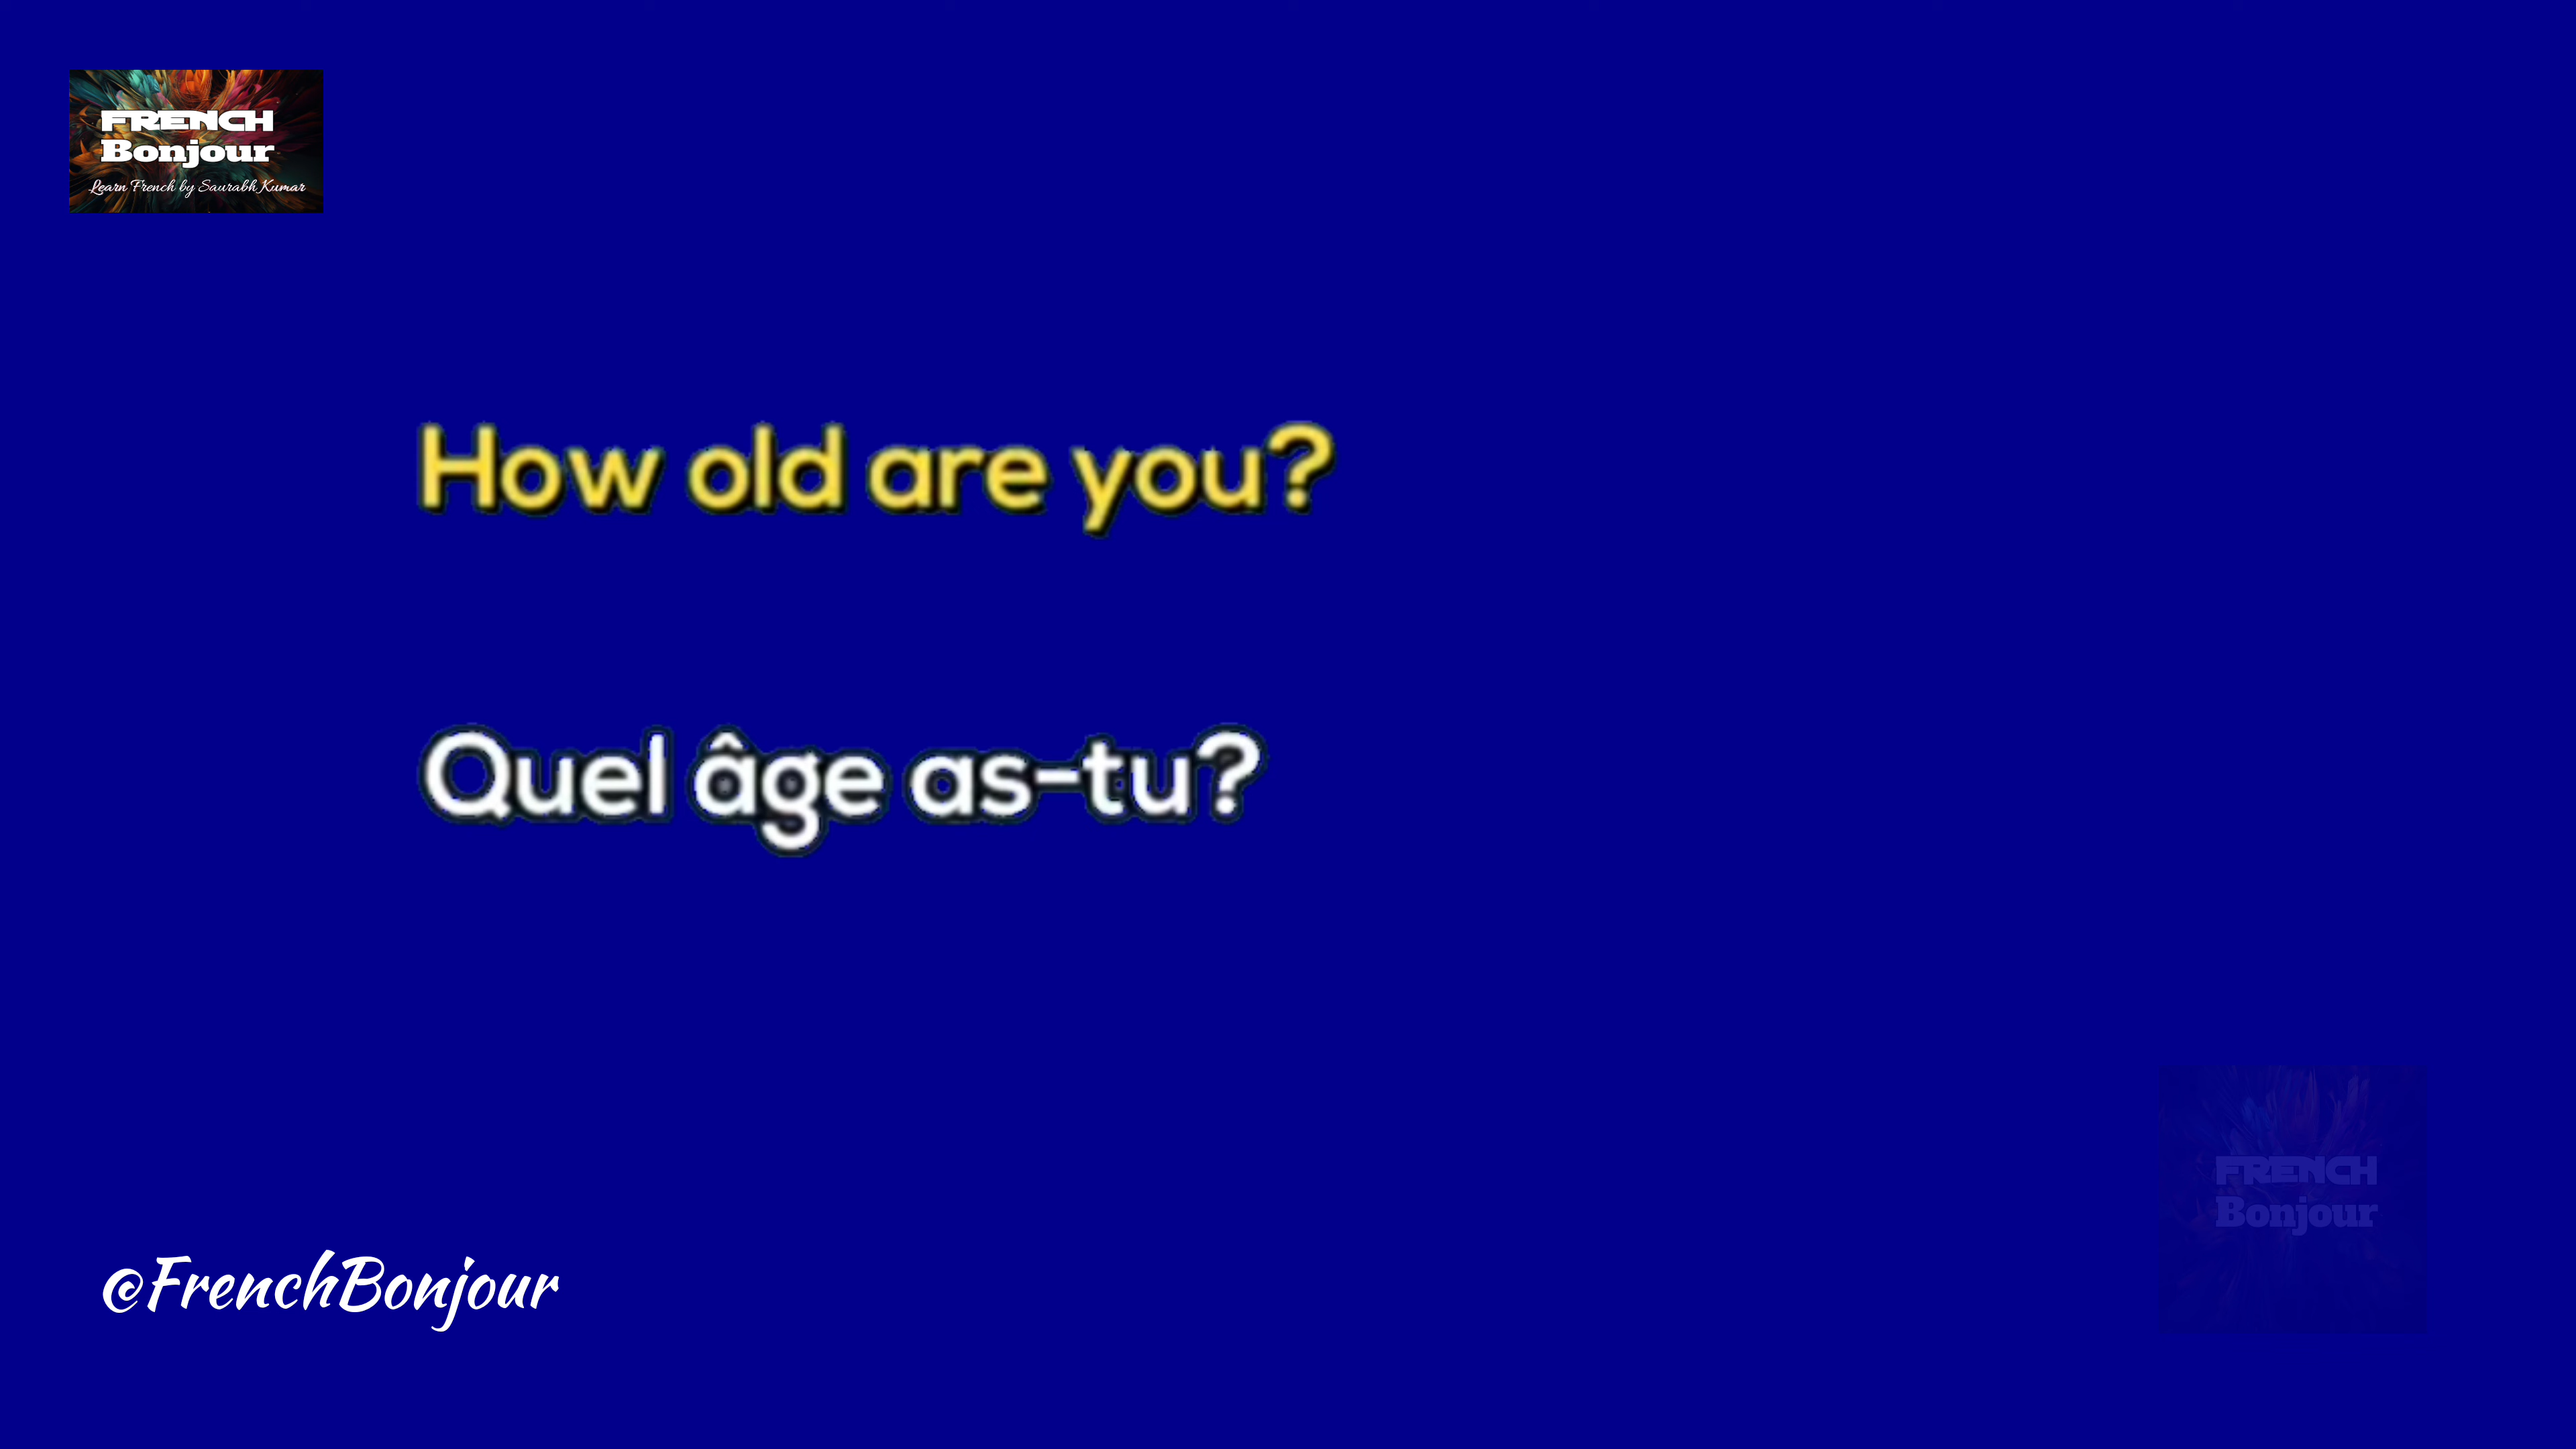 FRENCH
Bonjour
Learn French by Saurabh Kumar
How old are you?
Quel âge as-tu?
FRENCH
Bonjour
@FrenchBonjour